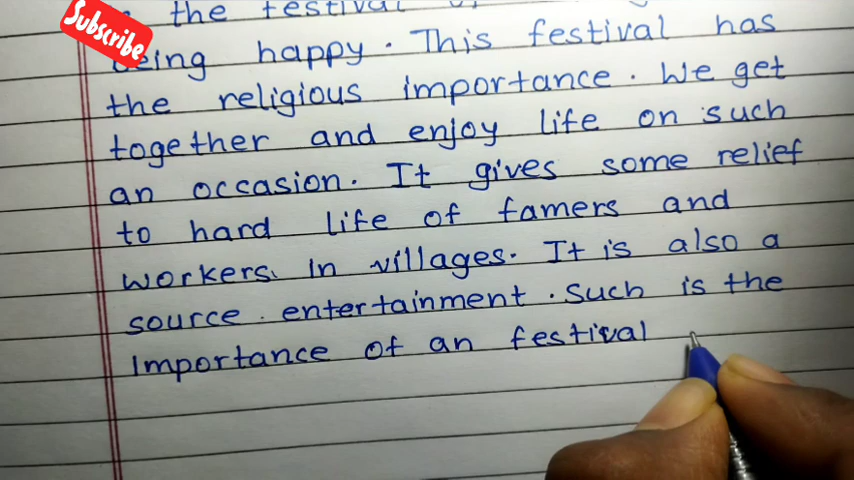 Subscribe
the festival
being happy. This festival has
the religious importance. We get
together and enjoy life on such
an occasion. It gives some relief
to hard life of famers and
workers. In villages. It is also a
source entertainment. Such is the
Importance of an festival